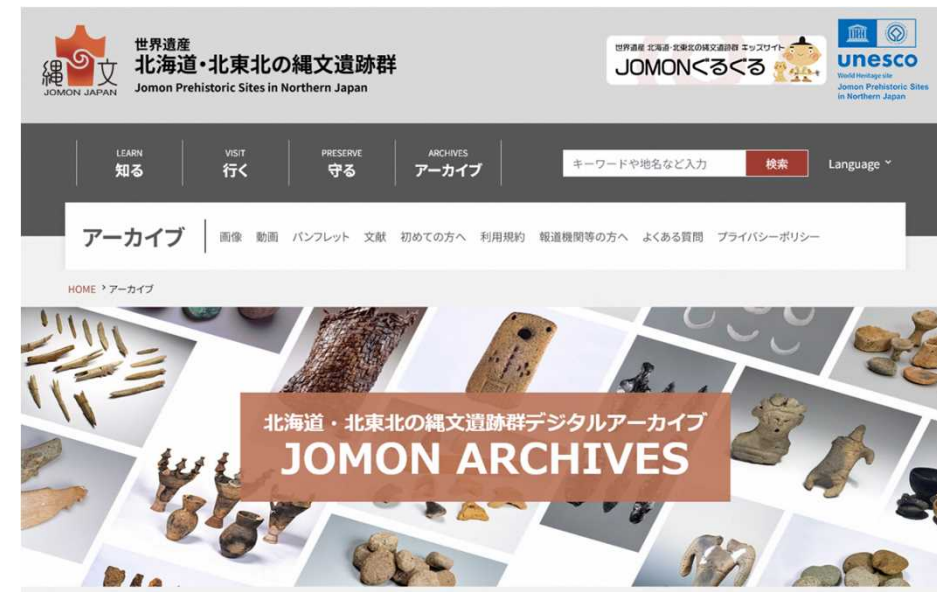 縄 文
JOMON JAPAN
世界遺産
北海道・北東北の縄文遺跡群
Jomon Prehistoric Sites in Northern Japan
世界遺産 北海道・北東北の縄文遺跡群 キッズサイト
JOMONぐるぐる
unesco
World Heritage site
Jomon Prehistoric Sites
in Northern Japan
LEARN
知る
VISIT
行く
PRESERVE
守る
ARCHIVES
アーカイブ
キーワードや地名など入力
検索
Language
アーカイブ
画像 動画 パンフレット 文献 初めての方へ 利用規約 報道機関等の方へ よくある質問 プライバシーポリシー
HOME > アーカイブ
北海道・北東北の縄文遺跡群デジタルアーカイブ
JOMON ARCHIVES